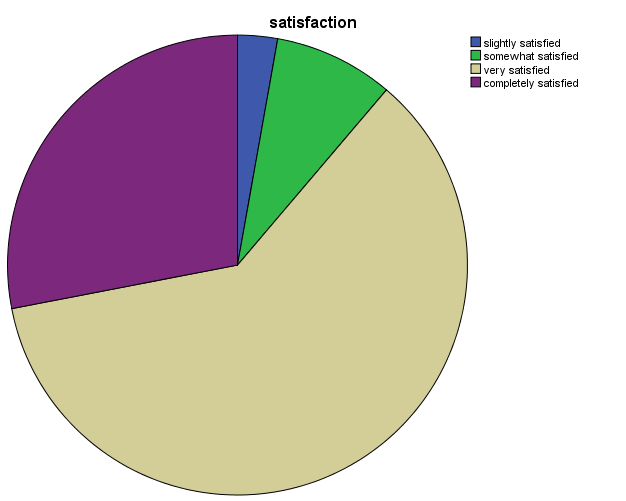 satisfaction
slightly satisfied
somewhat satisfied
very satisfied
completely satisfied